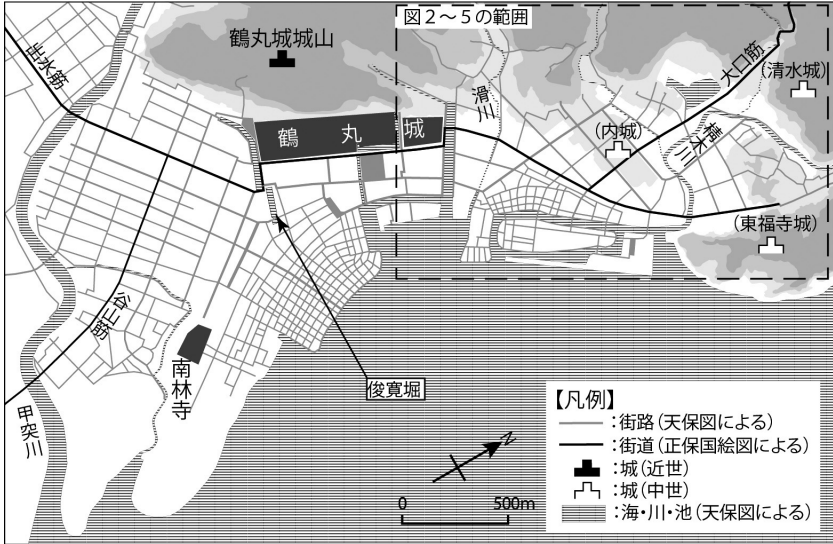 図２～５の範囲
鶴丸城城山
出水筋
滑川
大口筋
(清水城)
鶴丸城
(内城)
楠木川
(東福寺城)
谷山筋
南林寺
俊寛堀
甲突川
N
0 500m
【凡例】
：街路(天保図による)
：街道(正保国絵図による)
：城(近世)
：城(中世)
：海・川・池(天保図による)